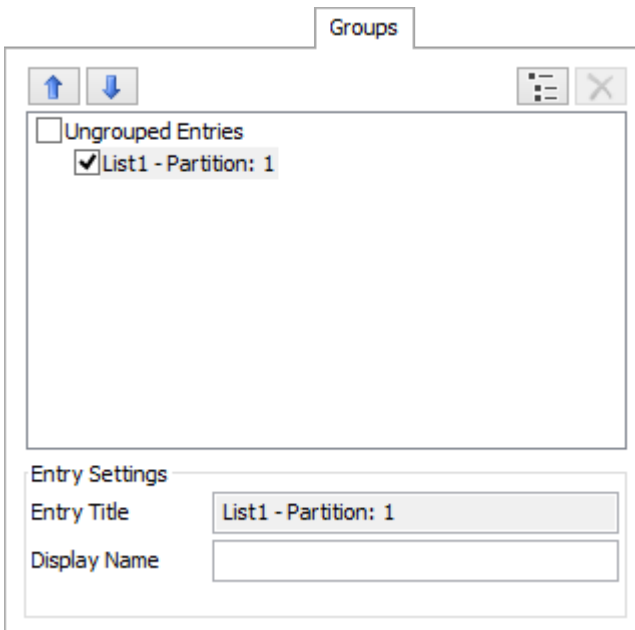 Groups
Ungrouped Entries
List1 - Partition: 1
Entry Settings
Entry Title List1 - Partition: 1
Display Name